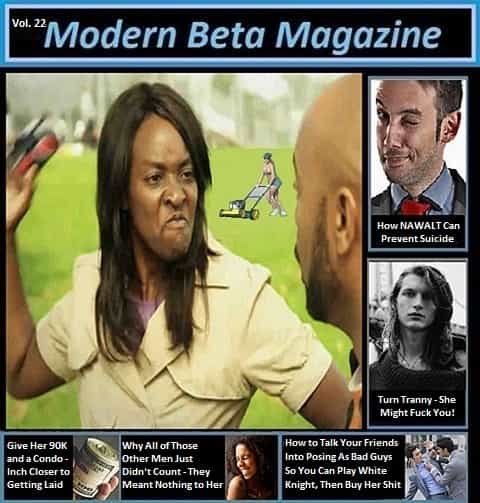 Vol. 22
Modern Beta Magazine
How NAWALT Can
Prevent Suicide
Turn Tranny - She
Might Fuck You!
Give Her 90K
and a Condo -
Inch Closer to
Getting Laid
Why All of Those
Other Men Just
Didn't Count - They
Meant Nothing to Her
How to Talk Your Friends
Into Posing As Bad Guys
So You Can Play White
Knight, Then Buy Her Shit